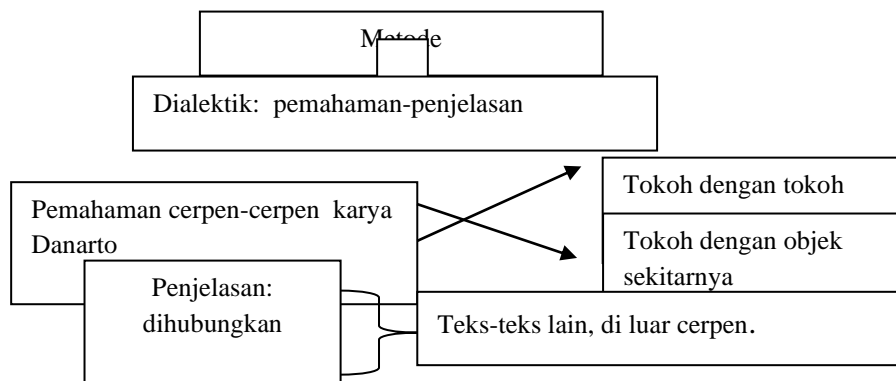 Metode
Dialektik: pemahaman-penjelasan
Pemahaman cerpen-cerpen karya
Danarto
Tokoh dengan tokoh
Tokoh dengan objek
sekitarnya
Penjelasan:
dihubungkan
Teks-teks lain, di luar cerpen.